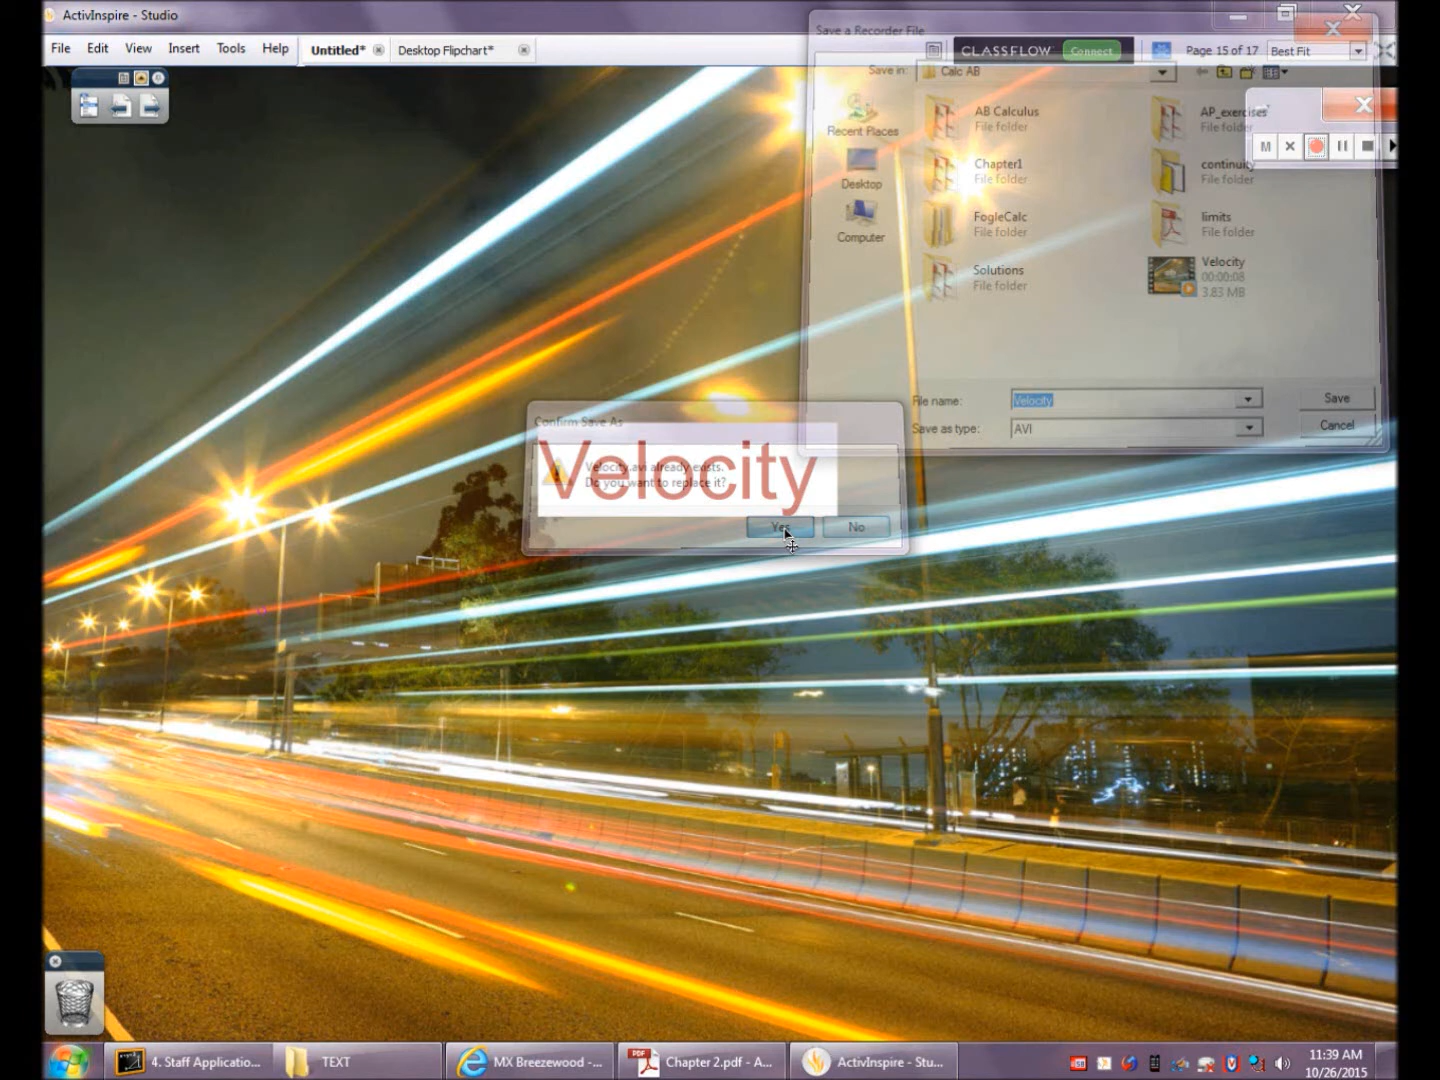 ActivInspire - Studio
File Edit View Insert Tools Help
Untitled*
Desktop Flipchart*
Save a Recorder File
CLASSFLOW Connect
Page 15 of 17
Best Fit
Save in:
Calc AB
Recent Places
Desktop
Computer
AB Calculus
File folder
AP_exercises
File folder
Chapter1
File folder
continuity
File folder
FogleCalc
File folder
limits
File folder
Solutions
File folder
Velocity
00:00:08
3.83 MB
M
File name:
Velocity
Save
Save as type:
AVI
Cancel
Confirm Save As
Velocity.avi already exists.
Do you want to replace it?
Velocity
Yes
No
4. Staff Applicatio...
TEXT
MX Breezewood -...
PDF
Chapter 2.pdf - A...
ActivInspire - Stu...
11:39 AM
10/26/2015